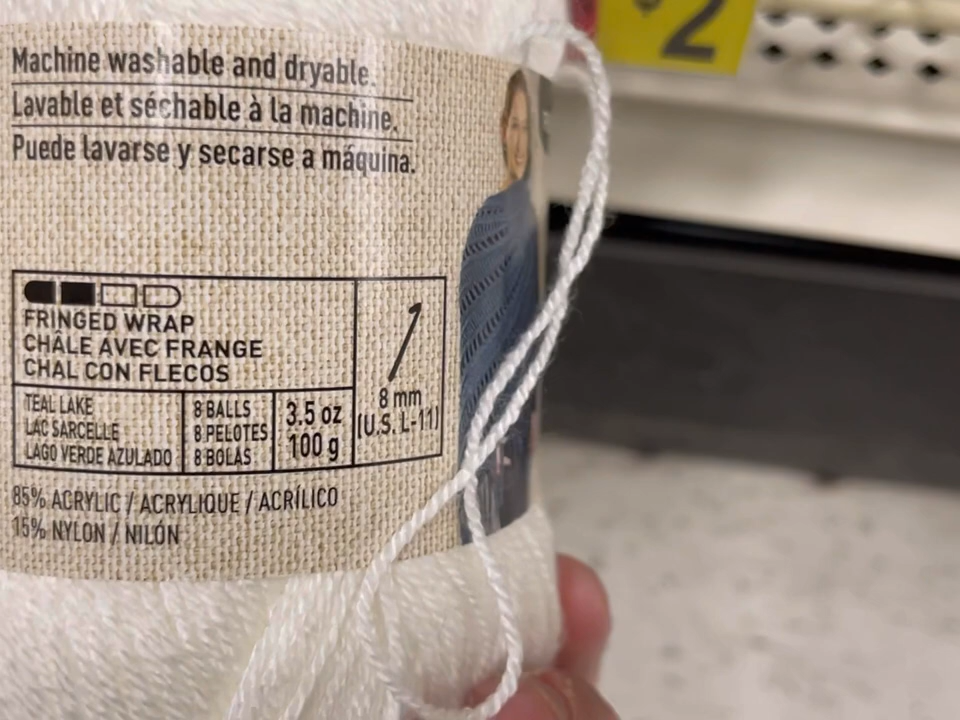 $2
Machine washable and dryable.
Lavable et séchable à la machine.
Puede lavarse y secarse a máquina.
FRINGED WRAP
CHÂLE AVEC FRANGE
CHAL CON FLECOS
8 mm
(U.S. L-11)
TEAL LAKE
LAC SARCELLE
LAGO VERDE AZULADO
8 BALLS
8 PELOTES
8 BOLAS
3.5 oz
100 g
85% ACRYLIC / ACRYLIQUE / ACRÍLICO
15% NYLON / NILÓN